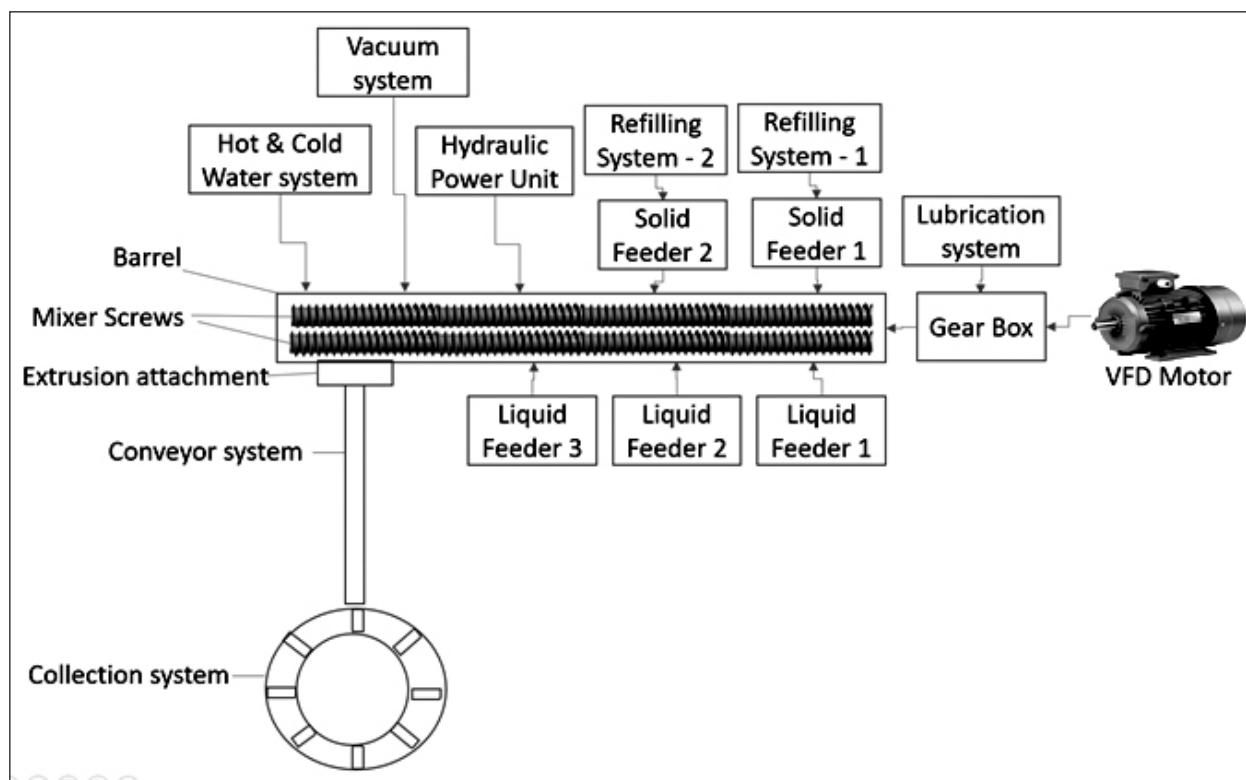 Vacuum
system
Hot & Cold
Water system
Hydraulic
Power Unit
Refilling
System - 2
Refilling
System - 1
Solid
Feeder 2
Solid
Feeder 1
Lubrication
system
Barrel
Mixer Screws
Gear Box
VFD Motor
Extrusion attachment
Liquid
Feeder 3
Liquid
Feeder 2
Liquid
Feeder 1
Conveyor system
Collection system